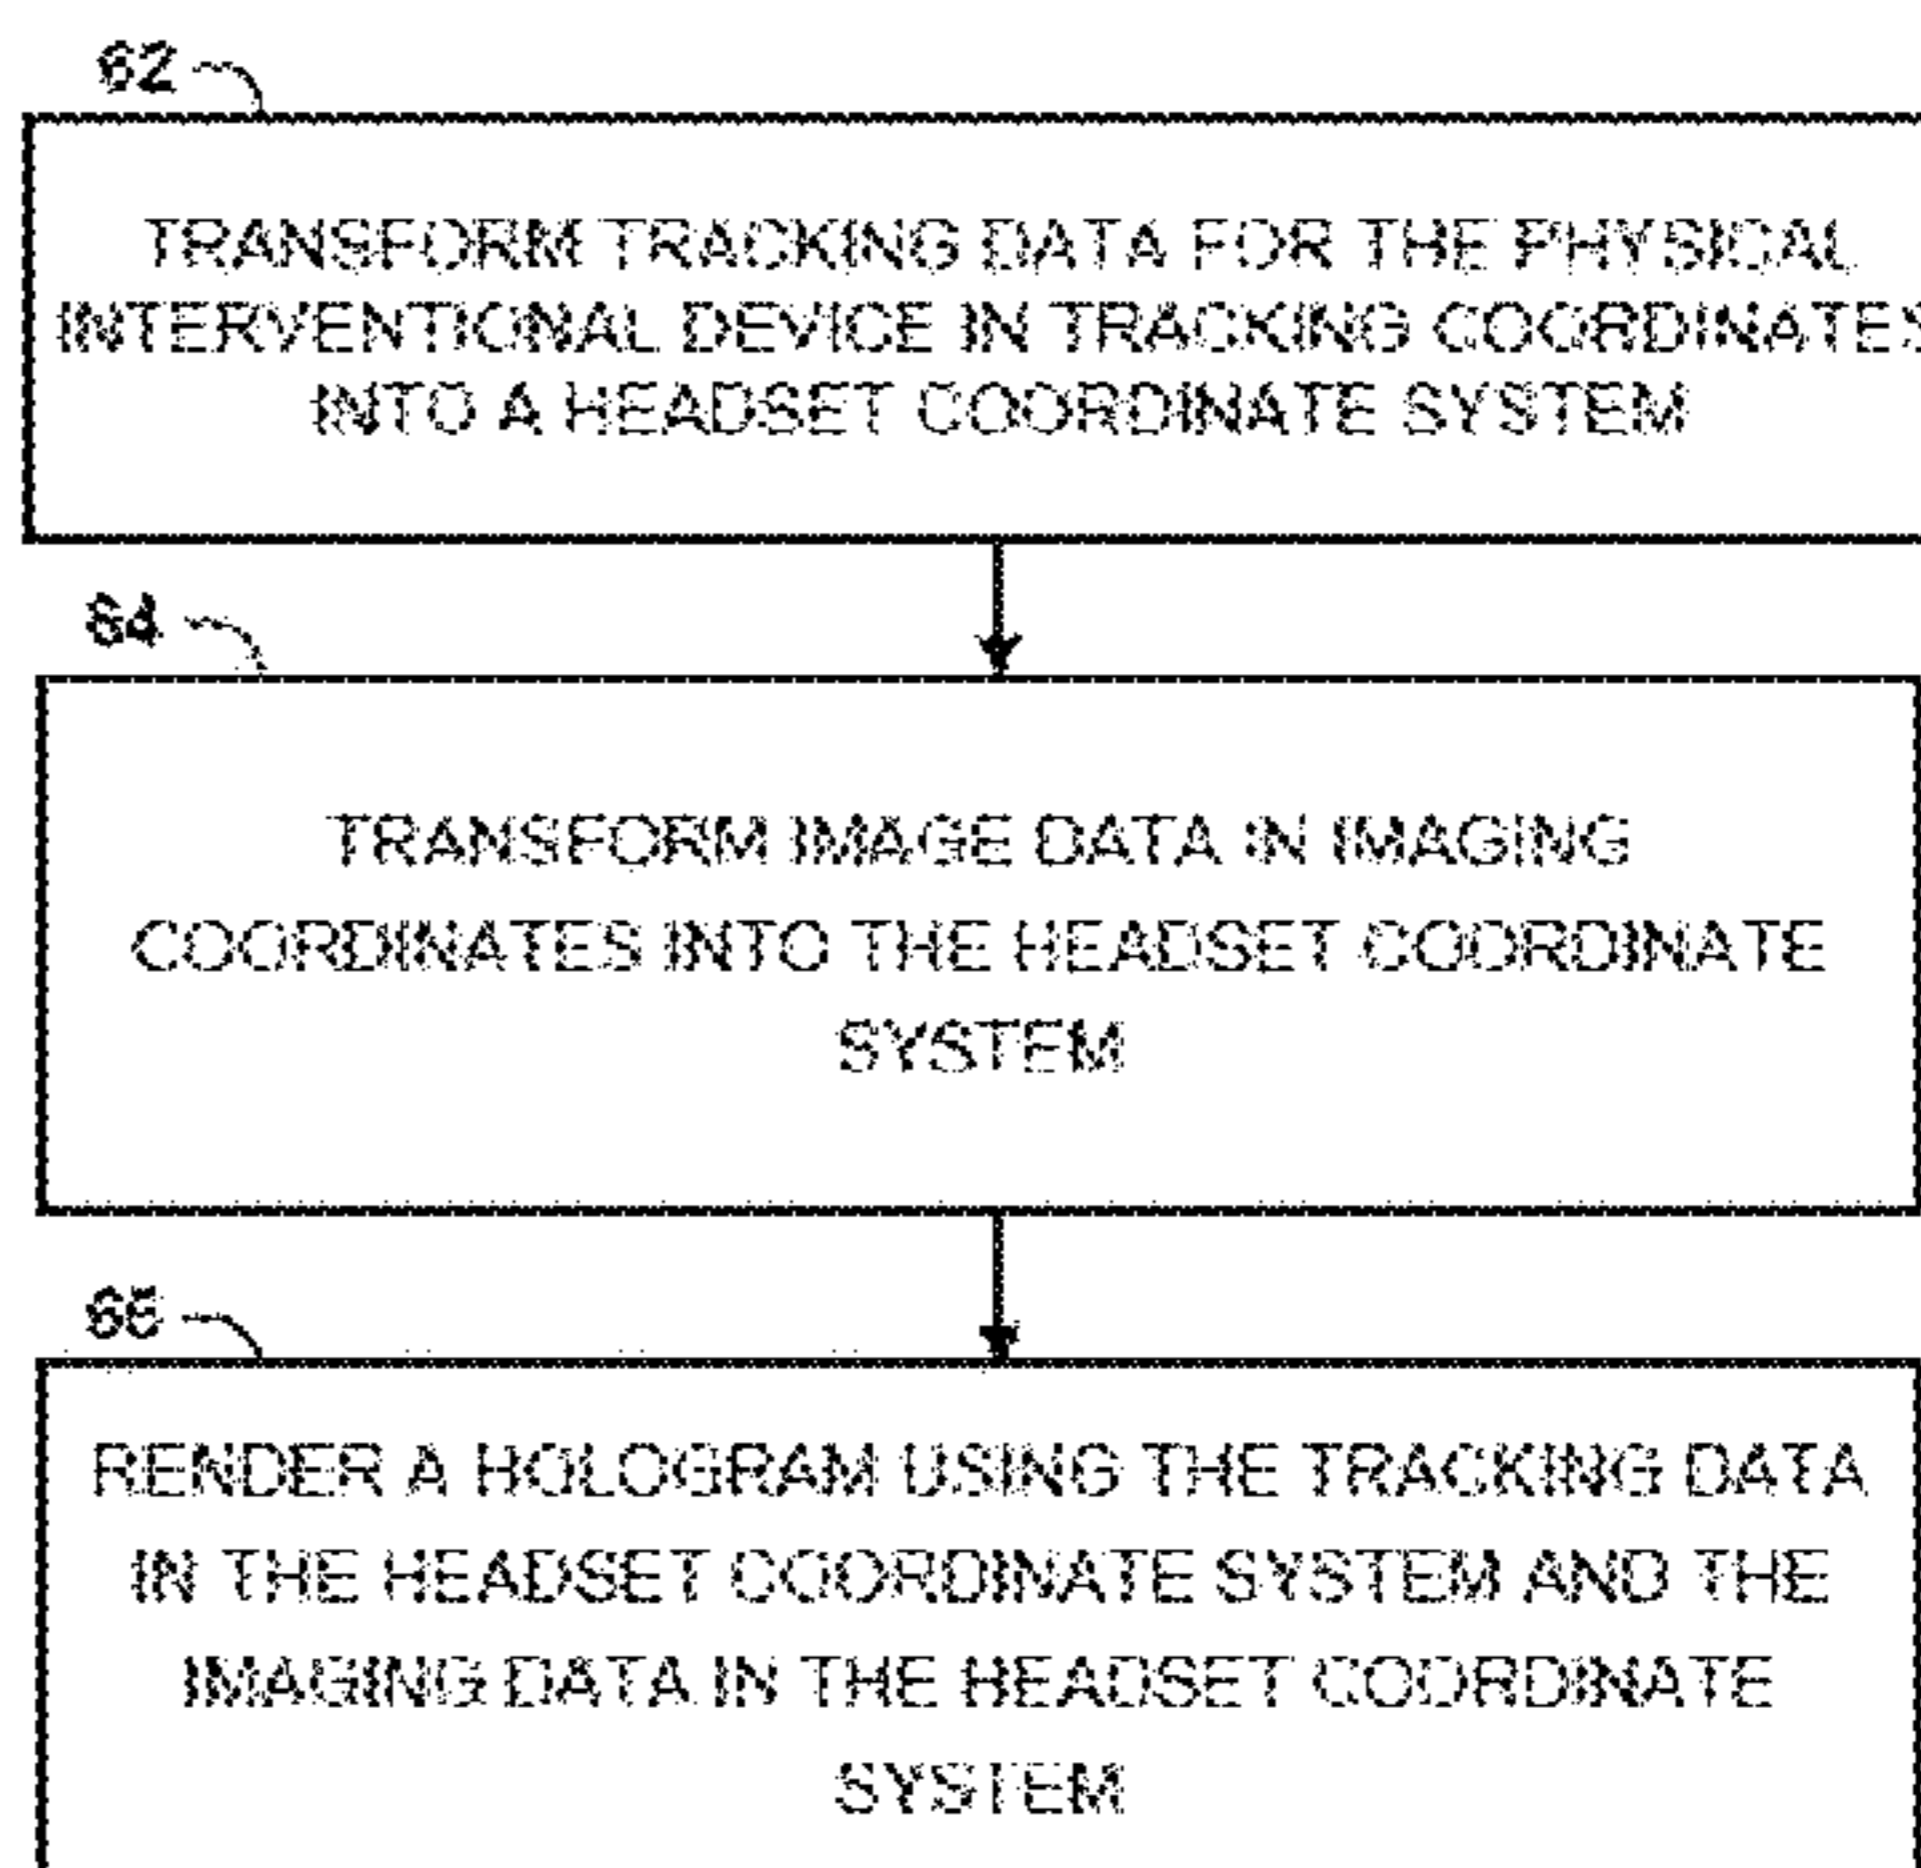 62
TRANSFORM TRACKING DATA FOR THE PHYSICAL
INTERVENTIONAL DEVICE IN TRACKING COORDINATES
INTO A HEADSET COORDINATE SYSTEM
64
TRANSFORM IMAGE DATA IN IMAGING
COORDINATES INTO THE HEADSET COORDINATE
SYSTEM
66
RENDER A HOLOGRAM USING THE TRACKING DATA
IN THE HEADSET COORDINATE SYSTEM AND THE
IMAGING DATA IN THE HEADSET COORDINATE
SYSTEM